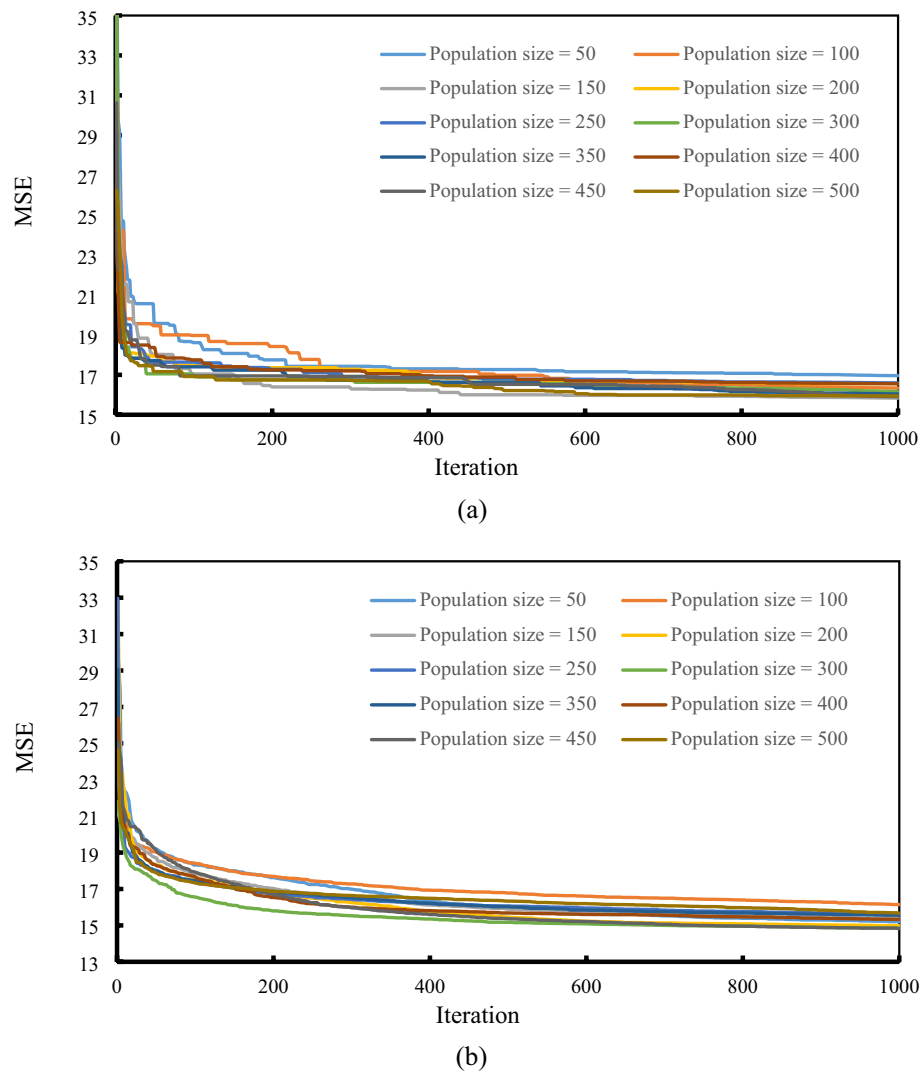 35
33
31
29
27
25
23
21
19
17
15
MSE
Population size = 50 Population size = 100
Population size = 150 Population size = 200
Population size = 250 Population size = 300
Population size = 350 Population size = 400
Population size = 450 Population size = 500
0 200 400 600 800 1000
Iteration
(a)
35
33
31
29
27
25
23
21
19
17
15
13
MSE
Population size = 50 Population size = 100
Population size = 150 Population size = 200
Population size = 250 Population size = 300
Population size = 350 Population size = 400
Population size = 450 Population size = 500
0 200 400 600 800 1000
Iteration
(b)